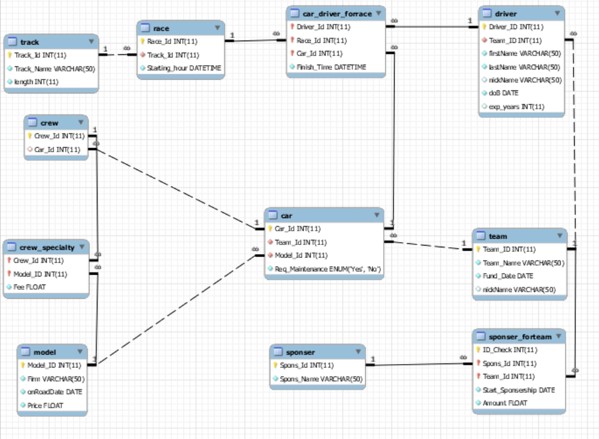 track
Track_Id INT(11)
Track_Name VARCHAR(50)
length INT(11)
1
∞
race
Race_Id INT(11)
Track_Id INT(11)
Starting_hour DATETIME
1
∞
car_driver_forrace
Driver_Id INT(11)
Race_Id INT(11)
Car_Id INT(11)
Finish_Time DATETIME
∞
∞
1
driver
Driver_ID INT(11)
Team_ID INT(11)
firstName VARCHAR(50)
lastName VARCHAR(50)
nickName VARCHAR(50)
doB DATE
exp_years INT(11)
∞
crew
Crew_Id INT(11)
Car_Id INT(11)
1
∞
1
car
Car_Id INT(11)
Team_Id INT(11)
Model_Id INT(11)
Req_Maintenance ENUM('Yes', 'No')
1
∞
∞
1
team
Team_ID INT(11)
Team_Name VARCHAR(50)
Fund_Date DATE
nickName VARCHAR(50)
1
crew_specialty
Crew_Id INT(11)
Model_ID INT(11)
Fee FLOAT
∞
∞
model
Model_ID INT(11)
Firm VARCHAR(50)
onRoadDate DATE
Price FLOAT
1
sponser
Spons_Id INT(11)
Spons_Name VARCHAR(50)
1
∞
sponser_forteam
ID_Check INT(11)
Spons_Id INT(11)
Team_Id INT(11)
Start_Sponsership DATE
Amount FLOAT
∞